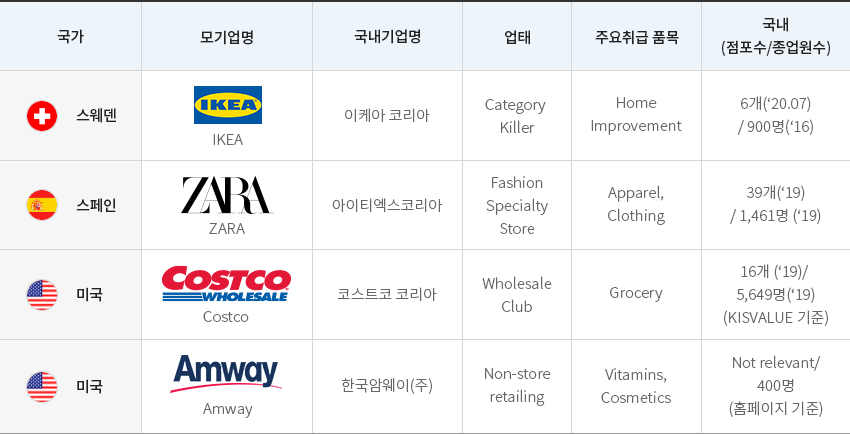 국가
모기업명
국내기업명
업태
주요취급 품목
국내
(점포수/종업원수)
스웨덴
IKEA
IKEA
이케아 코리아
Category
Killer
Home
Improvement
6개(‘20.07)
/ 900명(‘16)
스페인
ZARA
ZARA
아이티엑스코리아
Fashion
Specialty
Store
Apparel,
Clothing
39개(‘19)
/ 1,461명 (‘19)
미국
COSTCO
WHOLESALE
Costco
코스트코 코리아
Wholesale
Club
Grocery
16개 (‘19)/
5,649명(‘19)
(KISVALUE 기준)
미국
Amway
Amway
한국암웨이(주)
Non-store
retailing
Vitamins,
Cosmetics
Not relevant/
400명
(홈페이지 기준)